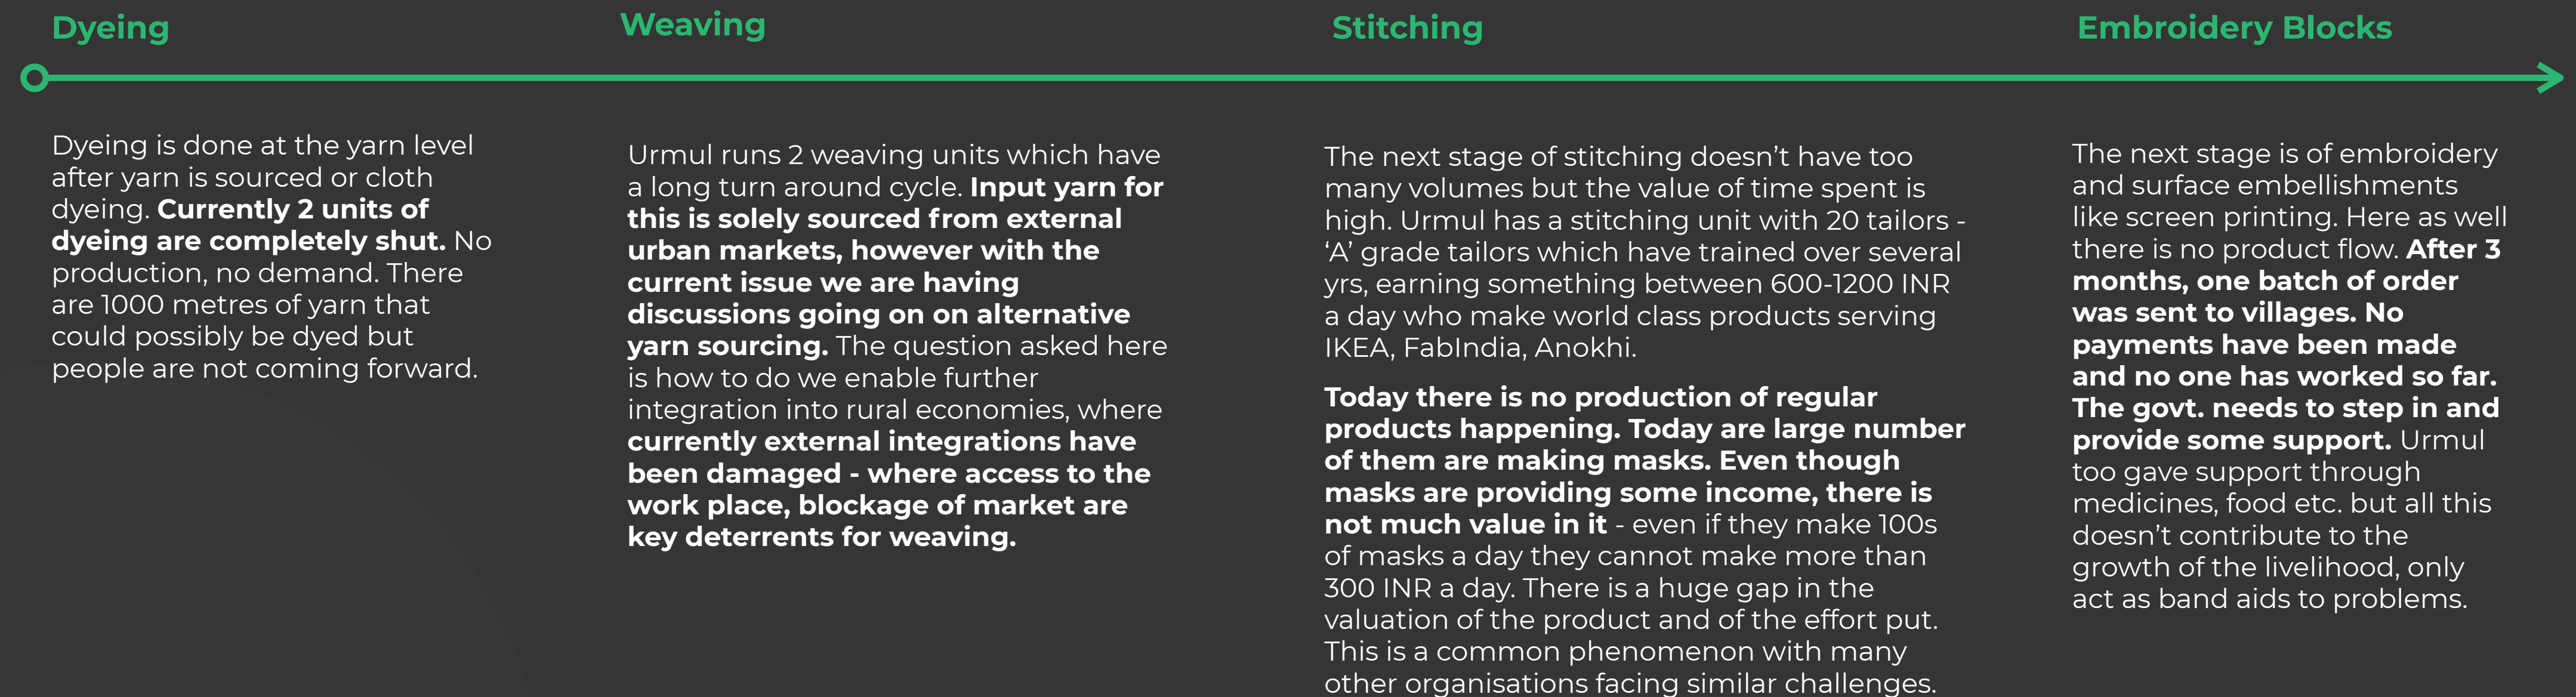 Dyeing
Dyeing is done at the yarn level
after yarn is sourced or cloth
dyeing. Currently 2 units of
dyeing are completely shut. No
production, no demand. There
are 1000 metres of yarn that
could possibly be dyed but
people are not coming forward.
Weaving
Urmul runs 2 weaving units which have
a long turn around cycle. Input yarn for
this is solely sourced from external
urban markets, however with the
current issue we are having
discussions going on on alternative
yarn sourcing. The question asked here
is how to do we enable further
integration into rural economies, where
currently external integrations have
been damaged - where access to the
work place, blockage of market are
key deterrents for weaving.
Stitching
The next stage of stitching doesn’t have too
many volumes but the value of time spent is
high. Urmul has a stitching unit with 20 tailors -
‘A’ grade tailors which have trained over several
yrs, earning something between 600-1200 INR
a day who make world class products serving
IKEA, FabIndia, Anokhi.
Today there is no production of regular
products happening. Today are large number
of them are making masks. Even though
masks are providing some income, there is
not much value in it - even if they make 100s
of masks a day they cannot make more than
300 INR a day. There is a huge gap in the
valuation of the product and of the effort put.
This is a common phenomenon with many
other organisations facing similar challenges.
Embroidery Blocks
The next stage is of embroidery
and surface embellishments
like screen printing. Here as well
there is no product flow. After 3
months, one batch of order
was sent to villages. No
payments have been made
and no one has worked so far.
The govt. needs to step in and
provide some support. Urmul
too gave support through
medicines, food etc. but all this
doesn’t contribute to the
growth of the livelihood, only
act as band aids to problems.